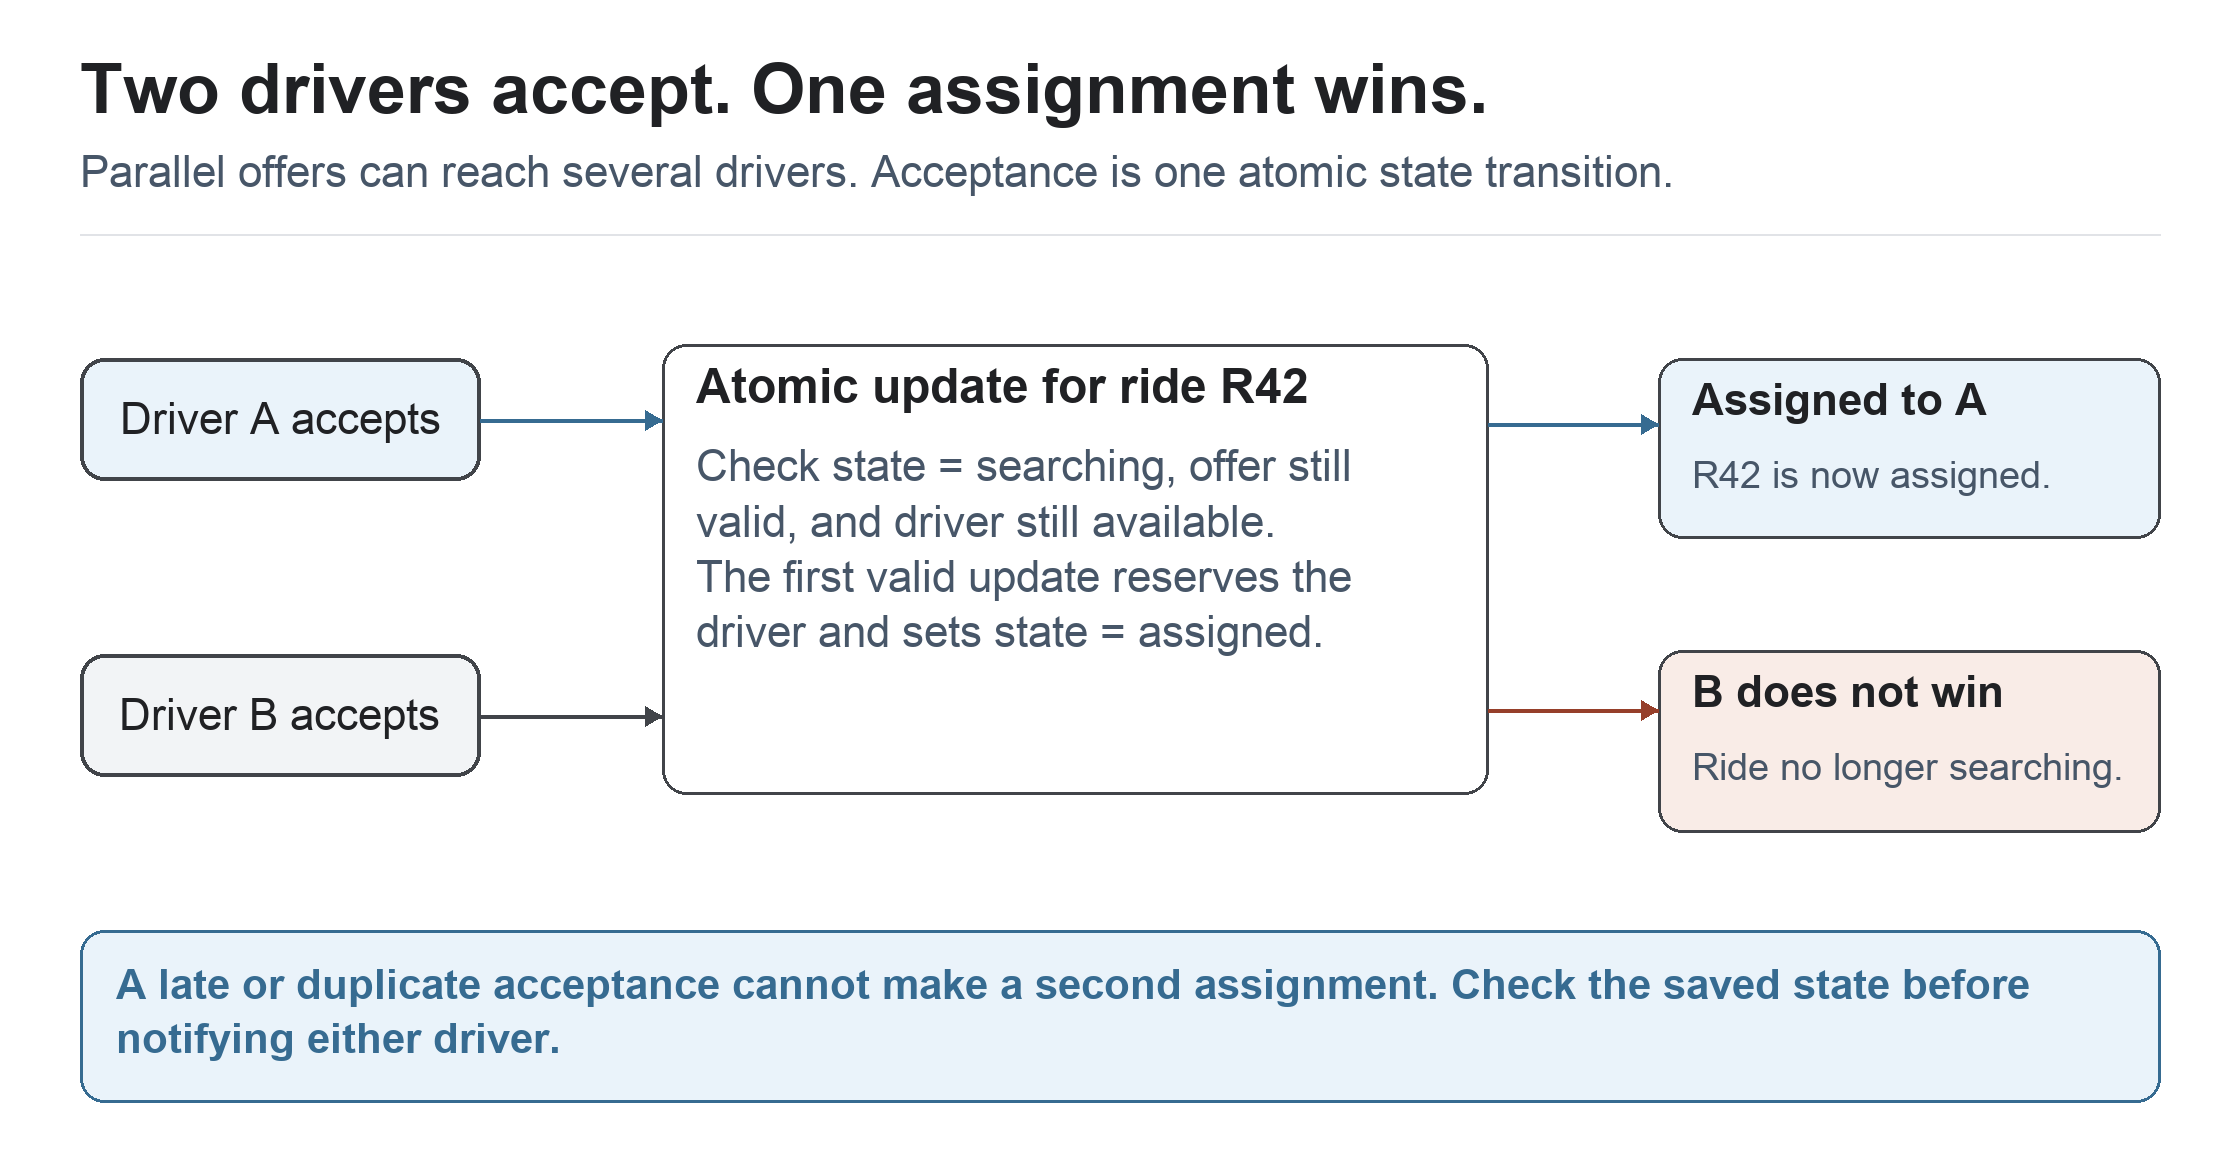 Two drivers accept. One assignment wins.
Parallel offers can reach several drivers. Acceptance is one atomic state transition.
Driver A accepts
Driver B accepts
Atomic update for ride R42
Check state = searching, offer still
valid, and driver still available.
The first valid update reserves the
driver and sets state = assigned.
Assigned to A
R42 is now assigned.
B does not win
Ride no longer searching.
A late or duplicate acceptance cannot make a second assignment. Check the saved state before
notifying either driver.